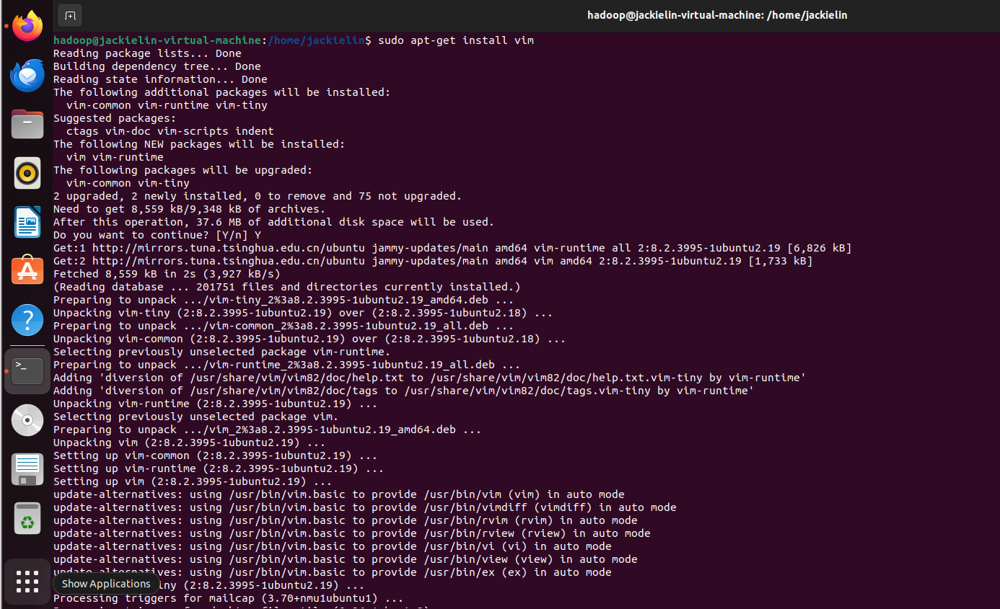 hadoop@jackielin-virtual-machine: /home/jackielin
hadoop@jackielin-virtual-machine:/home/jackielin$ sudo apt-get install vim
Reading package lists... Done
Building dependency tree... Done
Reading state information... Done
The following additional packages will be installed:
  vim-common vim-runtime vim-tiny
Suggested packages:
  ctags vim-doc vim-scripts indent
The following NEW packages will be installed:
  vim vim-runtime
The following packages will be upgraded:
  vim-common vim-tiny
2 upgraded, 2 newly installed, 0 to remove and 75 not upgraded.
Need to get 8,559 kB/9,348 kB of archives.
After this operation, 37.6 MB of additional disk space will be used.
Do you want to continue? [Y/n] Y
Get:1 http://mirrors.tuna.tsinghua.edu.cn/ubuntu jammy-updates/main amd64 vim-runtime all 2:8.2.3995-1ubuntu2.19 [6,826 kB]
Get:2 http://mirrors.tuna.tsinghua.edu.cn/ubuntu jammy-updates/main amd64 vim amd64 2:8.2.3995-1ubuntu2.19 [1,733 kB]
Fetched 8,559 kB in 2s (3,927 kB/s)
(Reading database ... 201751 files and directories currently installed.)
Preparing to unpack .../vim-tiny_2%3a8.2.3995-1ubuntu2.19_amd64.deb ...
Unpacking vim-tiny (2:8.2.3995-1ubuntu2.19) over (2:8.2.3995-1ubuntu2.18) ...
Preparing to unpack .../vim-common_2%3a8.2.3995-1ubuntu2.19_all.deb ...
Unpacking vim-common (2:8.2.3995-1ubuntu2.19) over (2:8.2.3995-1ubuntu2.18) ...
Selecting previously unselected package vim-runtime.
Preparing to unpack .../vim-runtime_2%3a8.2.3995-1ubuntu2.19_all.deb ...
Adding 'diversion of /usr/share/vim/vim82/doc/help.txt to /usr/share/vim/vim82/doc/help.txt.vim-tiny by vim-runtime'
Adding 'diversion of /usr/share/vim/vim82/doc/tags to /usr/share/vim/vim82/doc/tags.vim-tiny by vim-runtime'
Unpacking vim-runtime (2:8.2.3995-1ubuntu2.19) ...
Selecting previously unselected package vim.
Preparing to unpack .../vim_2%3a8.2.3995-1ubuntu2.19_amd64.deb ...
Unpacking vim (2:8.2.3995-1ubuntu2.19) ...
Setting up vim-common (2:8.2.3995-1ubuntu2.19) ...
Setting up vim-runtime (2:8.2.3995-1ubuntu2.19) ...
Setting up vim (2:8.2.3995-1ubuntu2.19) ...
update-alternatives: using /usr/bin/vim.basic to provide /usr/bin/vim (vim) in auto mode
update-alternatives: using /usr/bin/vim.basic to provide /usr/bin/vimdiff (vimdiff) in auto mode
update-alternatives: using /usr/bin/vim.basic to provide /usr/bin/rvim (rvim) in auto mode
update-alternatives: using /usr/bin/vim.basic to provide /usr/bin/rview (rview) in auto mode
update-alternatives: using /usr/bin/vim.basic to provide /usr/bin/vi (vi) in auto mode
update-alternatives: using /usr/bin/vim.basic to provide /usr/bin/view (view) in auto mode
update-alternatives: using /usr/bin/vim.basic to provide /usr/bin/ex (ex) in auto mode
Show Applications
iny (2:8.2.3995-1ubuntu2.19) ...
Processing triggers for mailcap (3.70+nmu1ubuntu1) ...